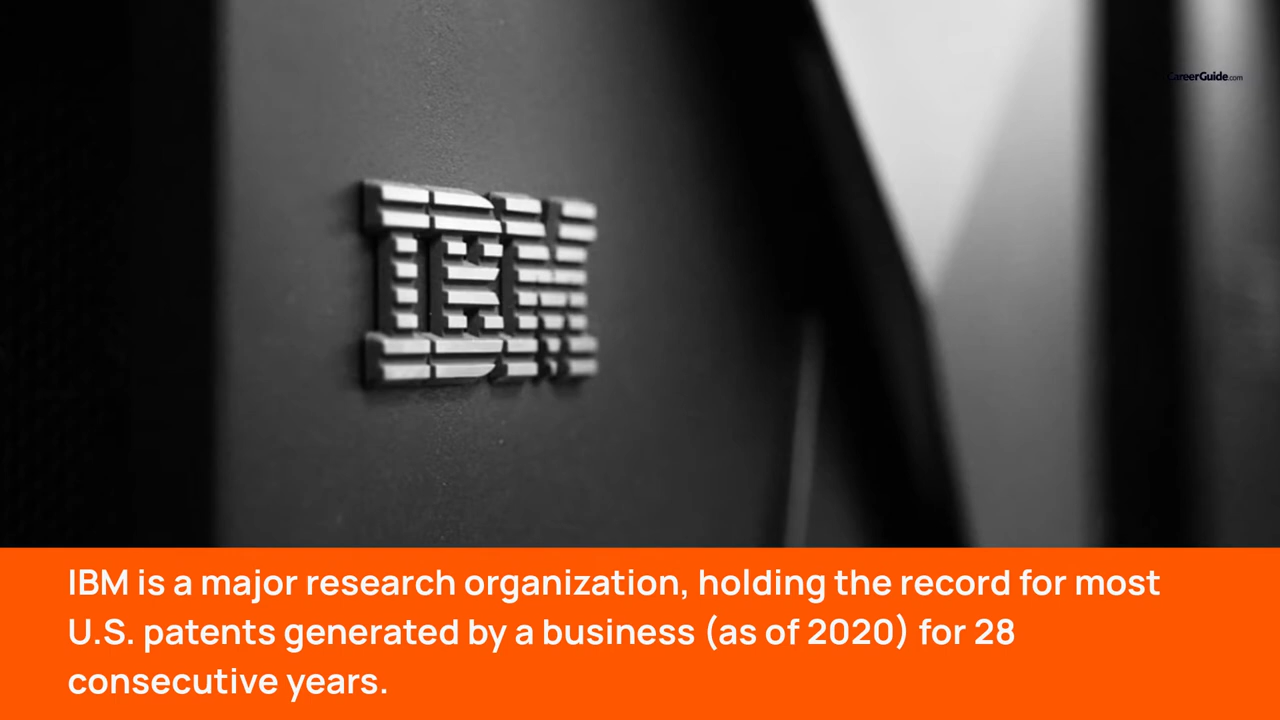 CareerGuide.com
IBM
IBM is a major research organization, holding the record for most
U.S. patents generated by a business (as of 2020) for 28
consecutive years.